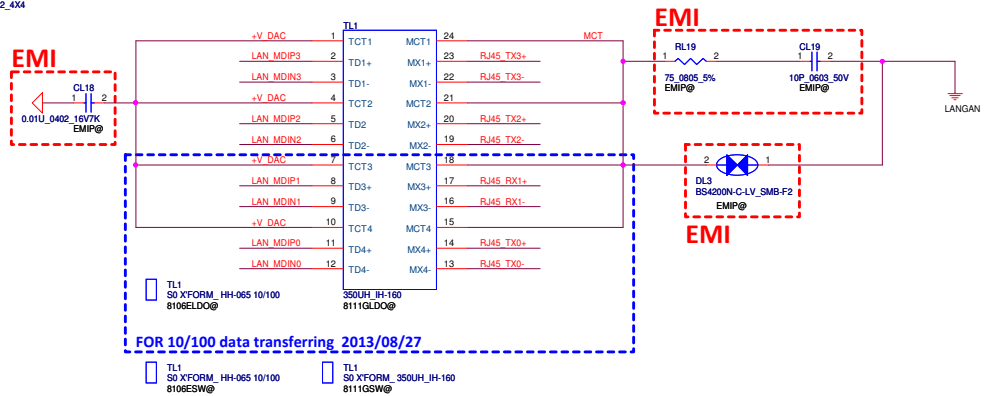 2_4X4
EMI
CL18
1 2
0.01U_0402_16V7K
EMIP@
TL1
+V_DAC 1 TCT1 MCT1 24 MCT
LAN_MDIP3 2 TD1+ MX1+ 23 RJ45_TX3+
LAN_MDIN3 3 TD1- MX1- 22 RJ45_TX3-
+V_DAC 4 TCT2 MCT2 21
LAN_MDIP2 5 TD2 MX2+ 20 RJ45_TX2+
LAN_MDIN2 6 TD2- MX2- 19 RJ45_TX2-
+V_DAC 7 TCT3 MCT3 18
LAN_MDIP1 8 TD3+ MX3+ 17 RJ45_RX1+
LAN_MDIN1 9 TD3- MX3- 16 RJ45_RX1-
+V_DAC 10 TCT4 MCT4 15
LAN_MDIP0 11 TD4+ MX4+ 14 RJ45_TX0+
LAN_MDIN0 12 TD4- MX4- 13 RJ45_TX0-
350UH_IH-160
8111GLDO@
EMI
RL19
1 2
75_0805_5%
EMIP@
CL19
1 2
10P_0603_50V
EMIP@
LANGAN
2 1
DL3
BS4200N-C-LV_SMB-F2
EMIP@
EMI
TL1
S0 X'FORM_ HH-065 10/100
8106ELDO@
FOR 10/100 data transferring 2013/08/27
TL1
S0 X'FORM_ HH-065 10/100
8106ESW@
TL1
S0 X'FORM_ 350UH_IH-160
8111GSW@